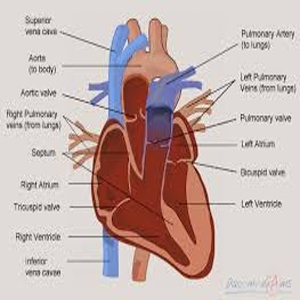 Superior
vena cava
Aorta
(to body)
Aortic valve
Right Pulmonary
veins (from lungs)
Septum
Right Atrium
Tricuspid valve
Right Ventricle
Inferior
vena cavae
Pulmonary Artery
(to lungs)
Left Pulmonary
Veins (from lungs)
Pulmonary valve
Left Atrium
Bicuspid valve
Left Ventricle